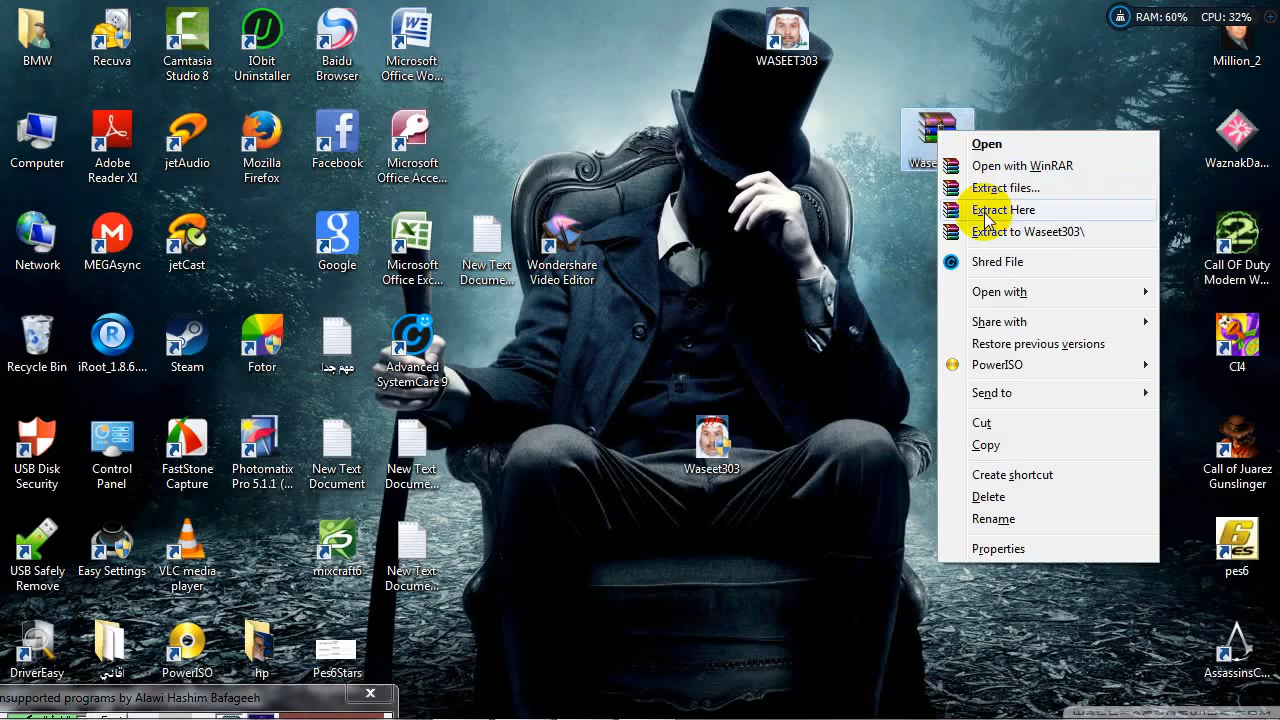 RAM: 60% CPU: 32%
BMW
Recuva
Camtasia
Studio 8
IObit
Uninstaller
Baidu
Browser
Microsoft
Office Wo...
WASEET303
Million_2
Computer
Adobe
Reader XI
jetAudio
Mozilla
Firefox
Facebook
Microsoft
Office Acce...
WaznakDa...
Network
MEGAsync
jetCast
Google
Microsoft
Office Exc...
New Text
Docume...
Wondershare
Video Editor
Call OF Duty
Modern W...
Recycle Bin
iRoot_1.8.6....
Steam
Fotor
مهم جدا
Advanced
SystemCare 9
CI4
USB Disk
Security
Control
Panel
FastStone
Capture
Photomatix
Pro 5.1.1 (...
New Text
Document
New Text
Docume...
Waseet303
Call of Juarez
Gunslinger
USB Safely
Remove
Easy Settings
VLC media
player
mixcraft6
New Text
Docume...
pes6
DriverEasy
اغاني
PowerISO
hp
Pes6Stars
AssassinsC...
Open
Open with WinRAR
Extract files...
Extract Here
Extract to Waseet303\
Shred File
Open with
Share with
Restore previous versions
PowerISO
Send to
Cut
Copy
Create shortcut
Delete
Rename
Properties
nsupported programs by Alawi Hashim Bafageeh